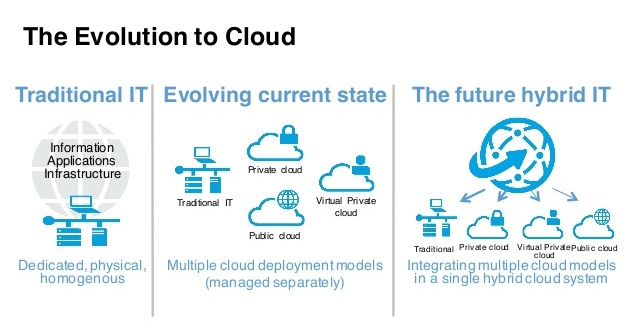 The Evolution to Cloud
Traditional IT
Information
Applications
Infrastructure
Dedicated, physical,
homogenous
Evolving current state
Private cloud
Traditional IT
Virtual Private
cloud
Public cloud
Multiple cloud deployment models
(managed separately)
The future hybrid IT
Traditional
Private cloud
Virtual Private
cloud
Public cloud
Integrating multiple cloud models
in a single hybrid cloud system